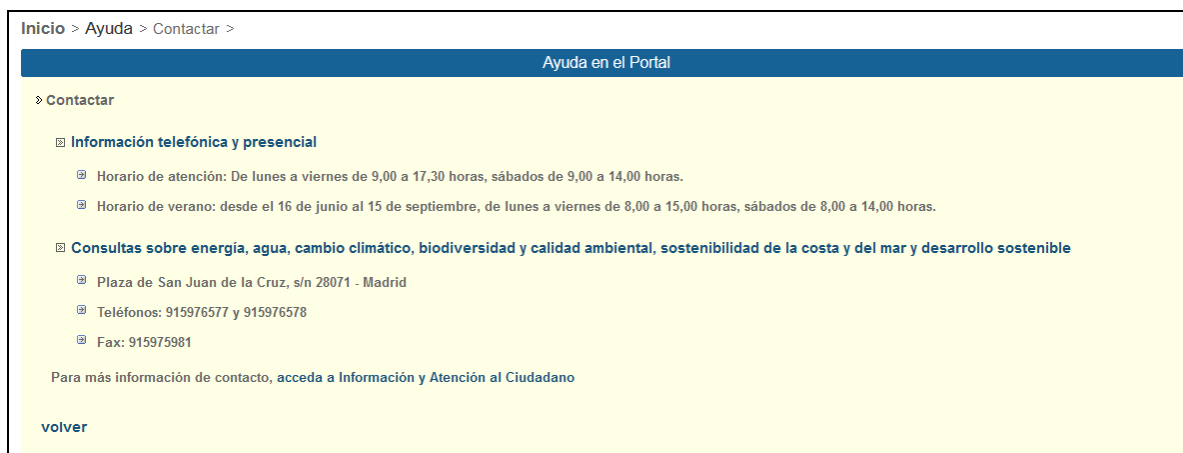 Inicio > Ayuda > Contactar >
Ayuda en el Portal
Contactar
Información telefónica y presencial
Horario de atención: De lunes a viernes de 9,00 a 17,30 horas, sábados de 9,00 a 14,00 horas.
Horario de verano: desde el 16 de junio al 15 de septiembre, de lunes a viernes de 8,00 a 15,00 horas, sábados de 8,00 a 14,00 horas.
Consultas sobre energía, agua, cambio climático, biodiversidad y calidad ambiental, sostenibilidad de la costa y del mar y desarrollo sostenible
Plaza de San Juan de la Cruz, s/n 28071 - Madrid
Teléfonos: 915976577 y 915976578
Fax: 915975981
Para más información de contacto, acceda a Información y Atención al Ciudadano
volver